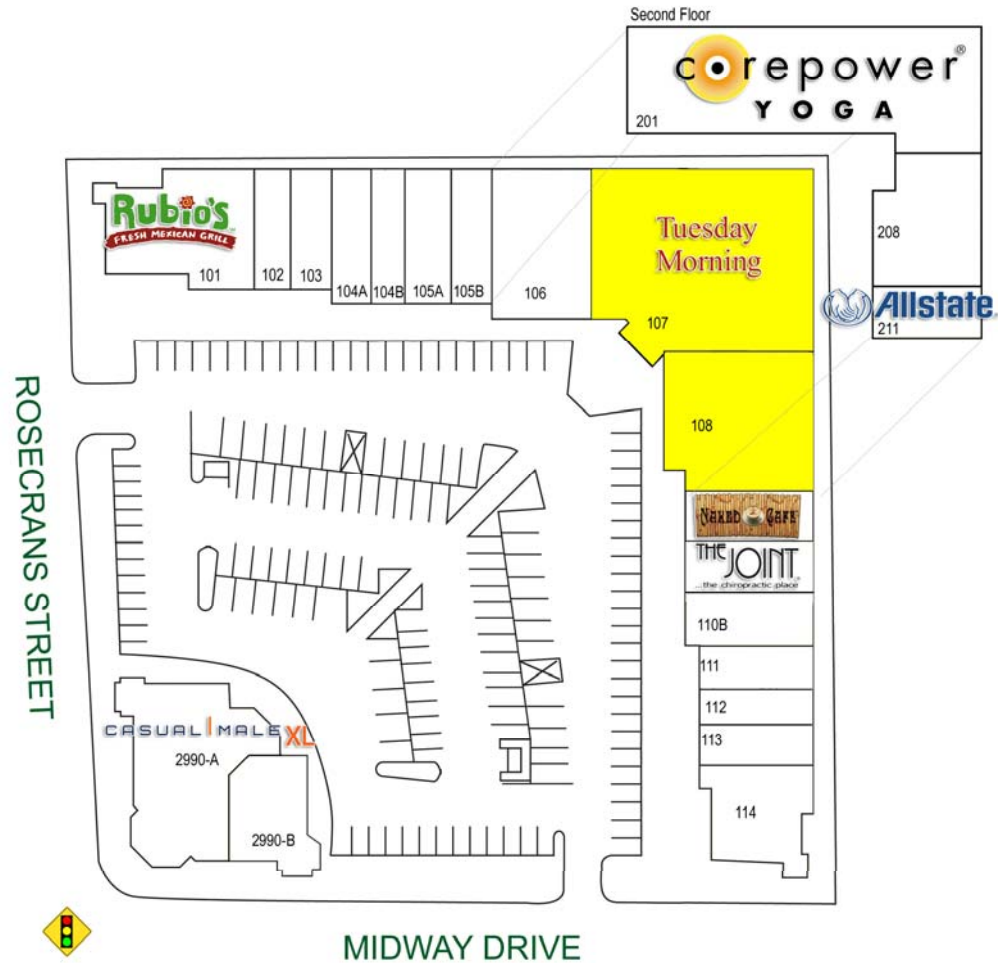 Second Floor
corepower®
YOGA
201
Rubio's
FRESH MEXICAN GRILL
101
102
103
104A
104B
105A
105B
106
Tuesday
Morning
107
208
Allstate
211
108
NAKED CAFE
THE JOINT
...the chiropractic place
110B
111
112
113
114
ROSECRANS STREET
CASUAL MALE XL
2990-A
2990-B
MIDWAY DRIVE